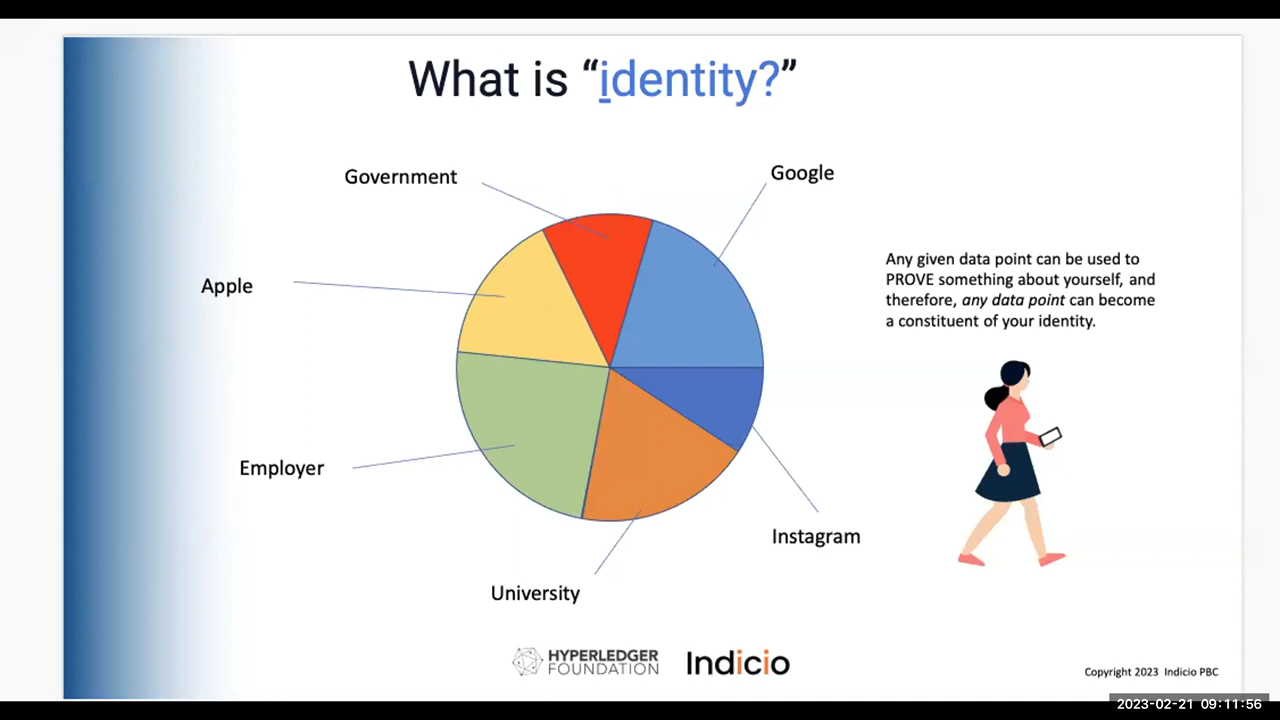 What is “identity?”
Government
Google
Apple
Any given data point can be used to
PROVE something about yourself, and
therefore, any data point can become
a constituent of your identity.
Employer
Instagram
University
HYPERLEDGER
FOUNDATION
Indicio
Copyright 2023 Indicio PBC
2023-02-21 09:11:56